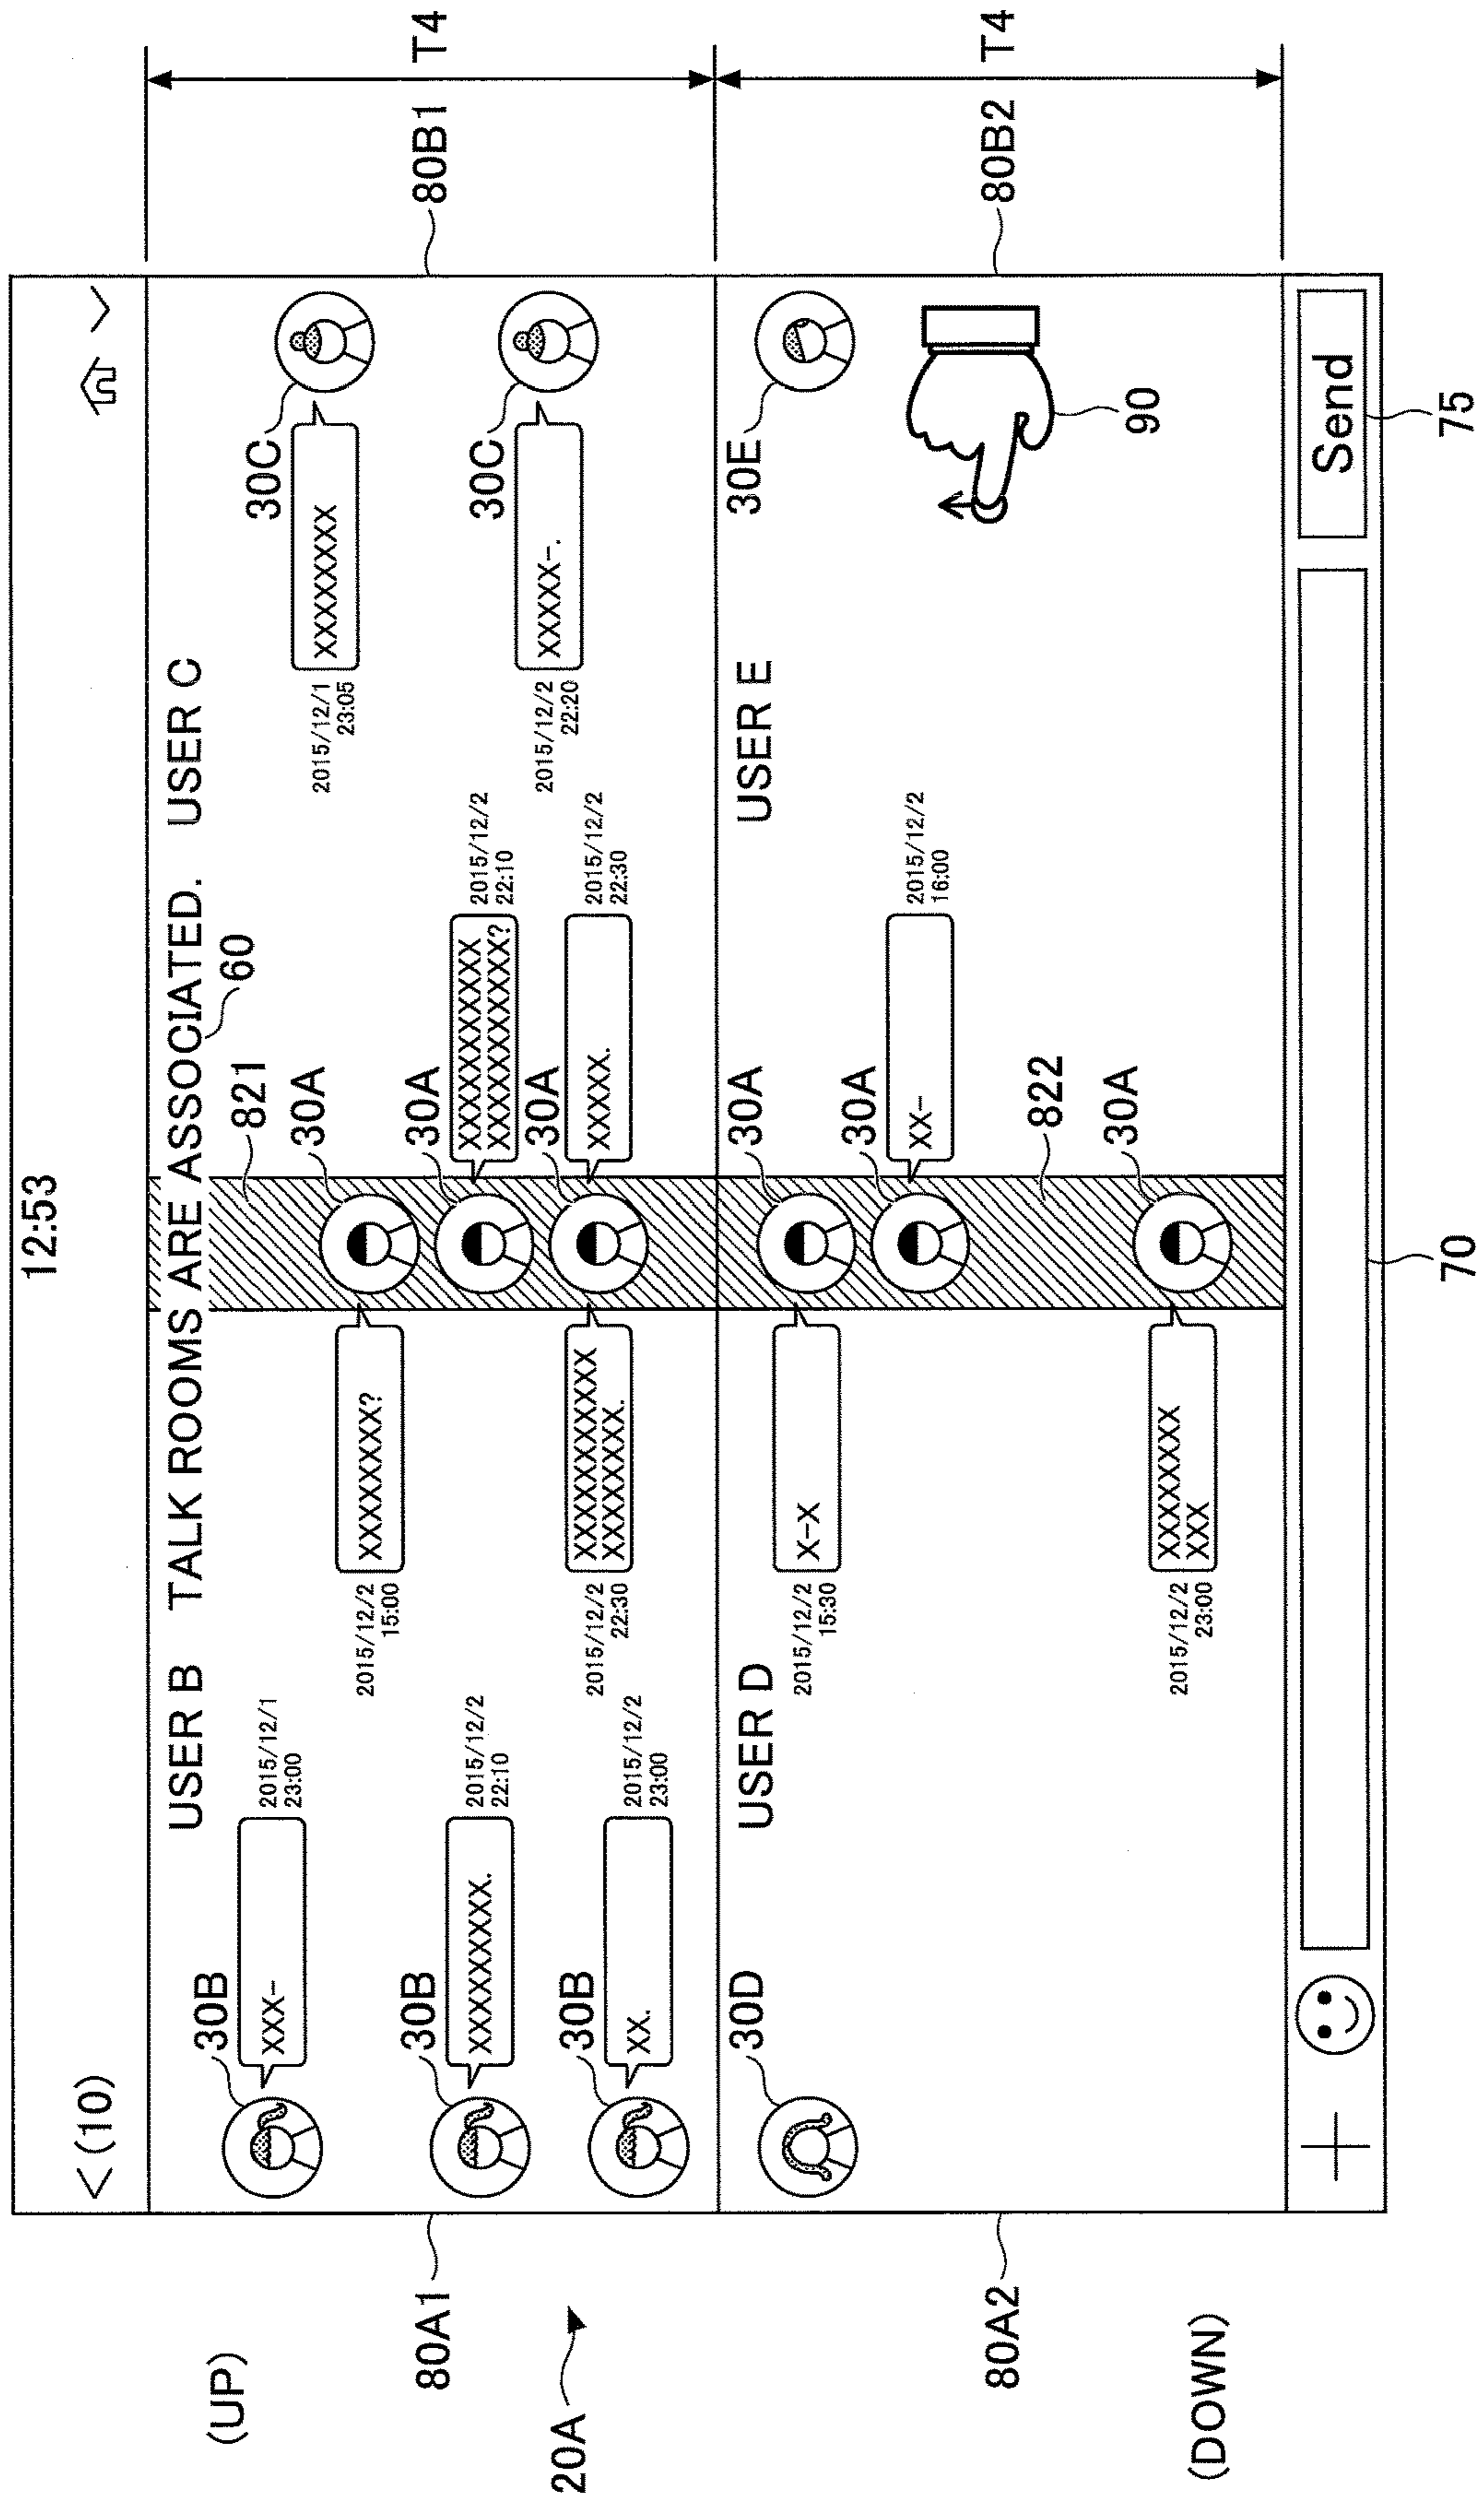 12:53
< (10)
(UP)
USER B TALK ROOMS ARE ASSOCIATED. USER C
60
821
T4
80A1
80B1
30B
XXX-
2015/12/1
23:00
30A
XXXXXXXX?
2015/12/2
15:00
30C
XXXXXXXX
2015/12/1
23:05
30B
XXXXXXXXX.
2015/12/2
22:10
30A
XXXXXXXXXXX
XXXXXXXXXXX?
2015/12/2
22:10
30C
XXXXX-.
2015/12/2
22:20
30B
XX.
2015/12/2
23:00
XXXXXXXXXXX
XXXXXXXX.
2015/12/2
22:30
30A
XXXXX.
2015/12/2
22:30
20A
USER D
USER E
T4
80A2
80B2
30D
X-X
2015/12/2
15:30
30A
30E
30A
XX-
2015/12/2
16:00
822
90
XXXXXXXX
XXX
2015/12/2
23:00
30A
(DOWN)
Send
70
75